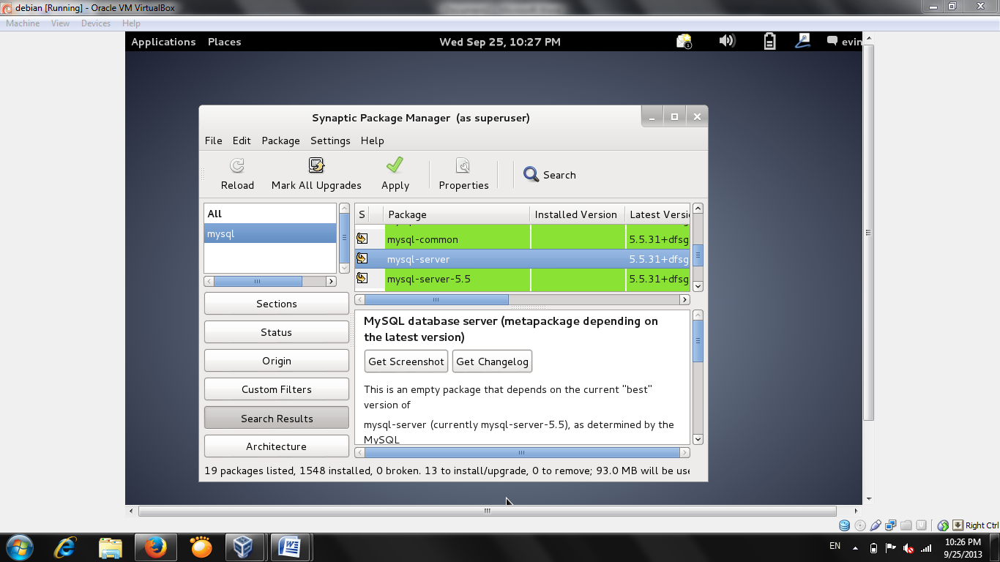 debian [Running] - Oracle VM VirtualBox
Machine View Devices Help
Applications Places Wed Sep 25, 10:27 PM 1 evin
Synaptic Package Manager (as superuser)
File Edit Package Settings Help
Reload Mark All Upgrades Apply Properties Search
All
mysql
S Package Installed Version Latest Versi
mysql-common 5.5.31+dfsg
mysql-server 5.5.31+dfsg
mysql-server-5.5 5.5.31+dfsg
Sections
Status
Origin
Custom Filters
Search Results
Architecture
MySQL database server (metapackage depending on
the latest version)
Get Screenshot Get Changelog
This is an empty package that depends on the current "best"
version of
mysql-server (currently mysql-server-5.5), as determined by the
MySQL
19 packages listed, 1548 installed, 0 broken. 13 to install/upgrade, 0 to remove; 93.0 MB will be use
Right Ctrl
EN 10:26 PM
9/25/2013